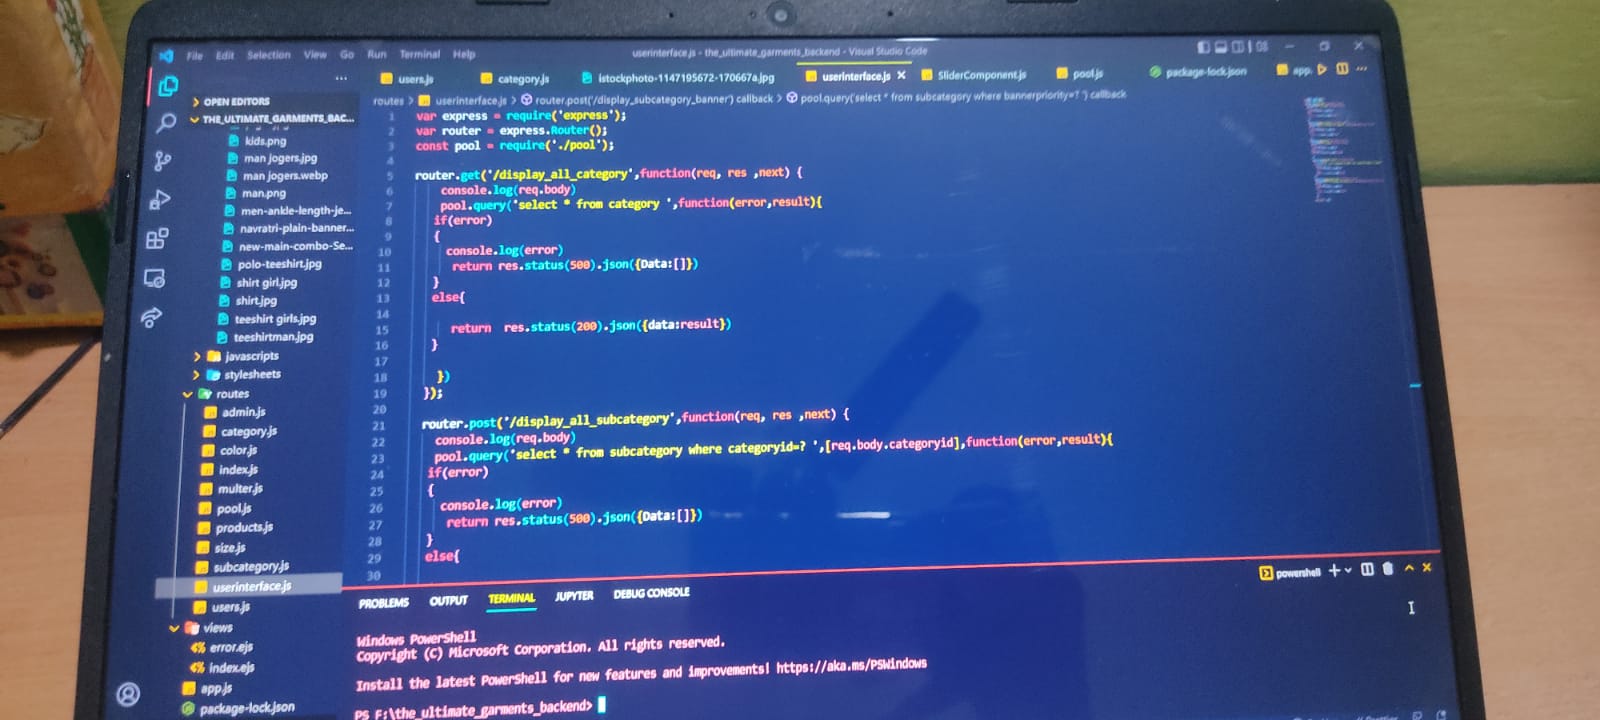 File Edit Selection View Go Run Terminal Help
userinterface.js - the_ultimate_garments_backend - Visual Studio Code
users.js category.js istockphoto-1147195672-170667a.jpg userinterface.js SliderComponent.js pool.js package-lock.json app.
routes > userinterface.js > router.post('/display_subcategory_banner') callback > pool.query('select * from subcategory where bannerpriority=? ') callback
OPEN EDITORS
THE_ULTIMATE_GARMENTS_BAC...
kids.png
man jogers.jpg
man jogers.webp
man.png
men-ankle-length-je...
navratri-plain-banner...
new-main-combo-Se...
polo-teeshirt.jpg
shirt girl.jpg
shirt.jpg
teeshirt girls.jpg
teeshirtman.jpg
javascripts
stylesheets
routes
admin.js
category.js
color.js
index.js
multer.js
pool.js
products.js
size.js
subcategory.js
userinterface.js
users.js
views
error.ejs
index.ejs
app.js
package-lock.json
1 var express = require('express');
2 var router = express.Router();
3 const pool = require('./pool');
4
5 router.get('/display_all_category',function(req, res ,next) {
6 console.log(req.body)
7 pool.query('select * from category ',function(error,result){
8 if(error)
9 {
10 console.log(error)
11 return res.status(500).json({Data:[]})
12 }
13 else{
14
15 return res.status(200).json({data:result})
16 }
17
18 })
19 });
20
21 router.post('/display_all_subcategory',function(req, res ,next) {
22 console.log(req.body)
23 pool.query('select * from subcategory where categoryid=? ',[req.body.categoryid],function(error,result){
24 if(error)
25 {
26 console.log(error)
27 return res.status(500).json({Data:[]})
28 }
29 else{
30
PROBLEMS OUTPUT TERMINAL JUPYTER DEBUG CONSOLE
powershell
Windows PowerShell
Copyright (C) Microsoft Corporation. All rights reserved.
Install the latest PowerShell for new features and improvements! https://aka.ms/PSWindows
PS F:\the_ultimate_garments_backend>